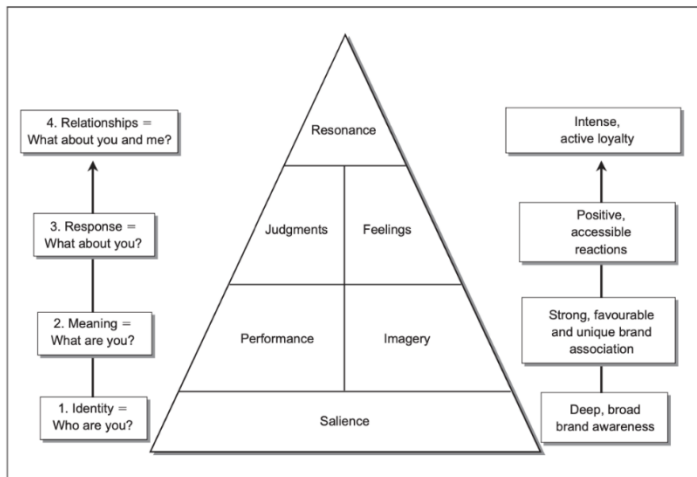 4. Relationships =
What about you and me?
3. Response =
What about you?
2. Meaning =
What are you?
1. Identity =
Who are you?
Resonance
Judgments
Feelings
Performance
Imagery
Salience
Intense,
active loyalty
Positive,
accessible
reactions
Strong, favourable
and unique brand
association
Deep, broad
brand awareness